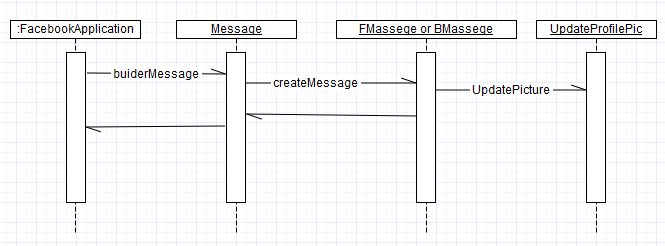 :FacebookApplication
Message
FMassege or BMassege
UpdateProfilePic
buiderMessage
createMessage
UpdatePicture